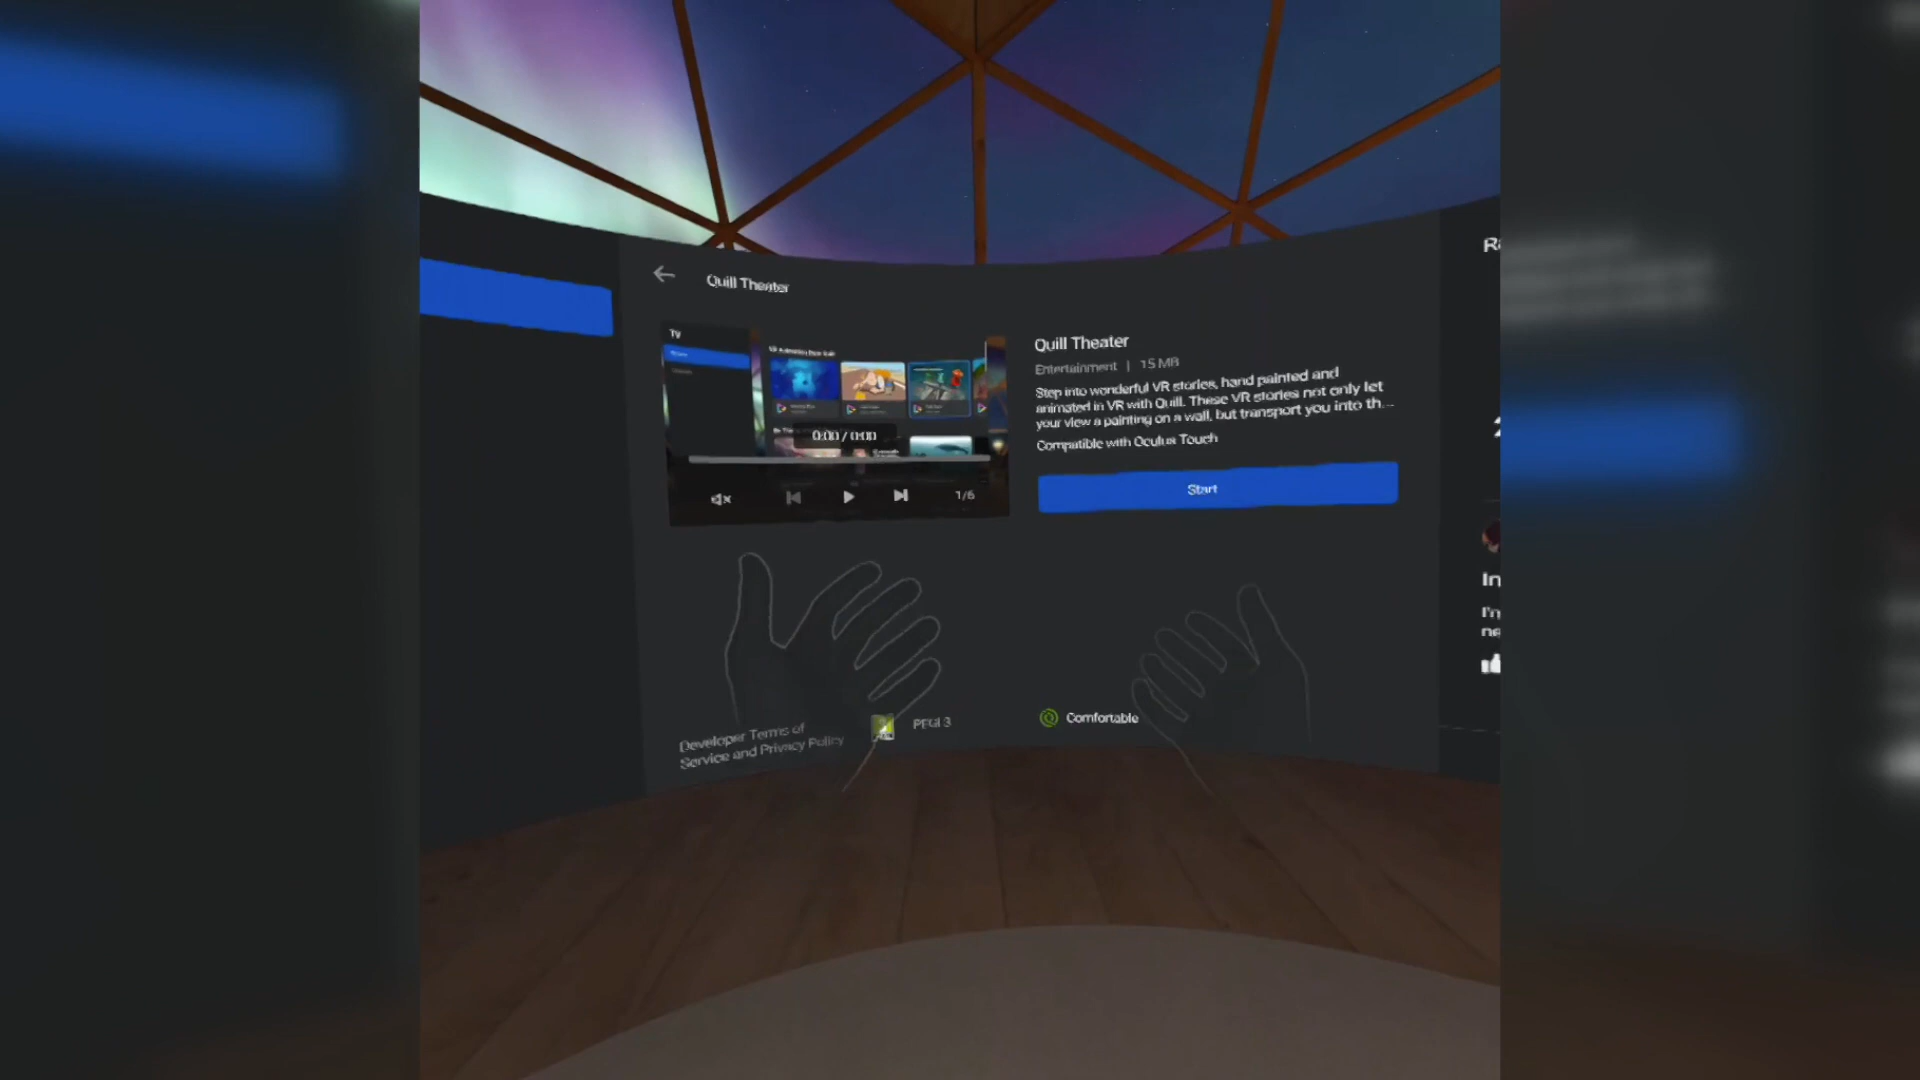 Quill Theater
TV
0:00 / 0:00
1/6
Quill Theater
Entertainment | 15 MB
Step into wonderful VR stories, hand painted and
animated in VR with Quill. These VR stories not only let
your view a painting on a wall, but transport you into th...
Compatible with Oculus Touch
Start
Developer Terms of
Service and Privacy Policy
PEGI 3
Comfortable
In
I'm